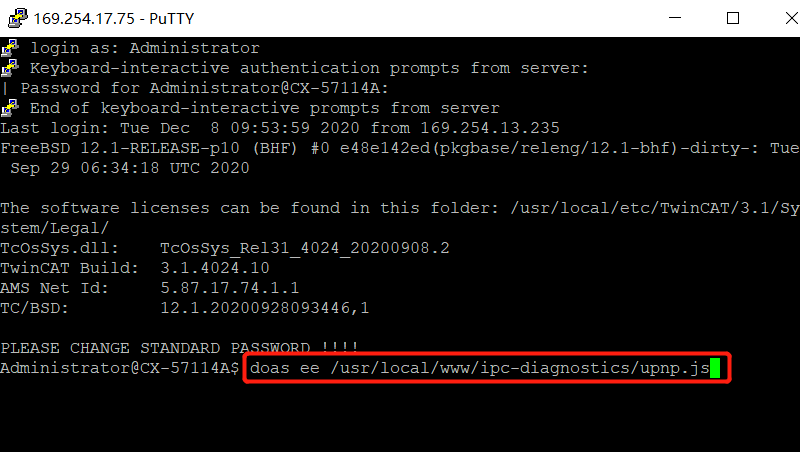 169.254.17.75 - PuTTY
login as: Administrator
Keyboard-interactive authentication prompts from server:
| Password for Administrator@CX-57114A:
End of keyboard-interactive prompts from server
Last login: Tue Dec  8 09:53:59 2020 from 169.254.13.235
FreeBSD 12.1-RELEASE-p10 (BHF) #0 e48e142ed(pkgbase/releng/12.1-bhf)-dirty-: Tue
 Sep 29 06:34:18 UTC 2020
The software licenses can be found in this folder: /usr/local/etc/TwinCAT/3.1/Sy
stem/Legal/
TcOsSys.dll:    TcOsSys_Rel31_4024_20200908.2
TwinCAT Build:  3.1.4024.10
AMS Net Id:     5.87.17.74.1.1
TC/BSD:         12.1.20200928093446,1
PLEASE CHANGE STANDARD PASSWORD !!!!
Administrator@CX-57114A$ doas ee /usr/local/www/ipc-diagnostics/upnp.js